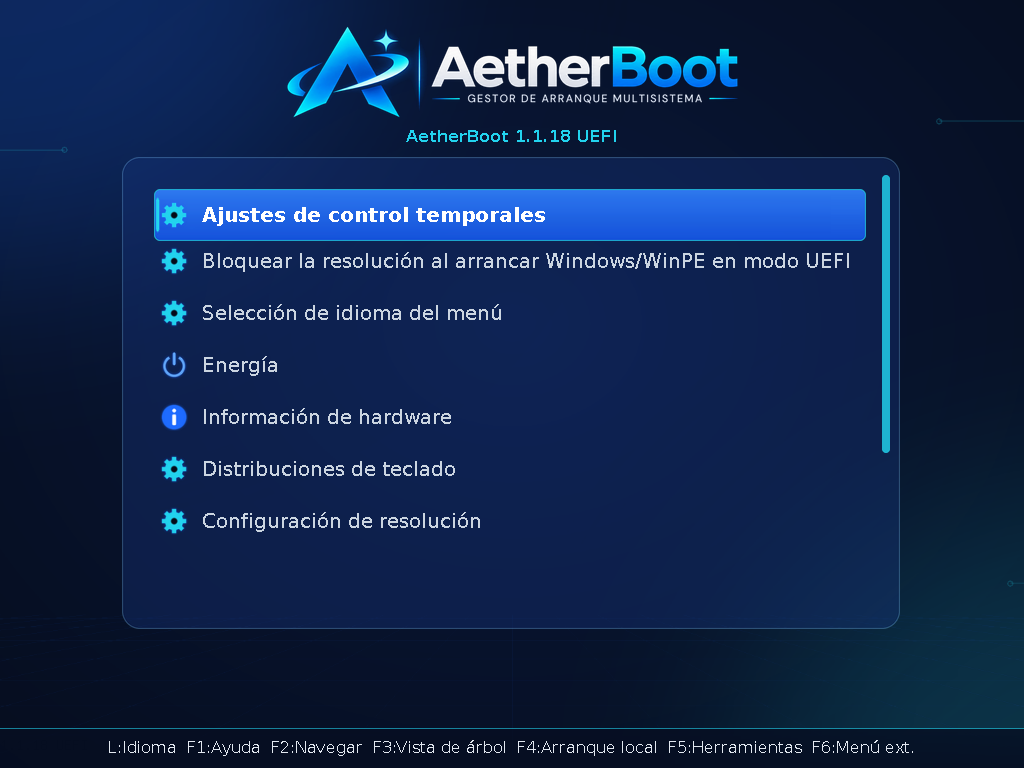 AetherBoot
GESTOR DE ARRANQUE MULTISISTEMA
AetherBoot 1.1.18 UEFI
Ajustes de control temporales
Bloquear la resolución al arrancar Windows/WinPE en modo UEFI
Selección de idioma del menú
Energía
Información de hardware
Distribuciones de teclado
Configuración de resolución
L:Idioma F1:Ayuda F2:Navegar F3:Vista de árbol F4:Arranque local F5:Herramientas F6:Menú ext.